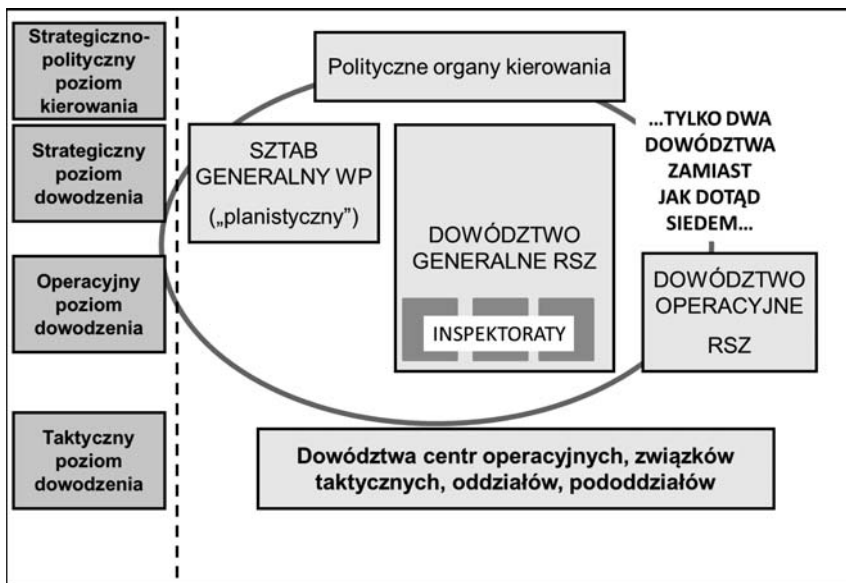 Strategiczno-
polityczny
poziom
kierowania
Strategiczny
poziom
dowodzenia
Operacyjny
poziom
dowodzenia
Taktyczny
poziom
dowodzenia
Polityczne organy kierowania
SZTAB
GENERALNY WP
(„planistyczny”)
DOWÓDZTWO
GENERALNE RSZ
INSPEKTORATY
...TYLKO DWA
DOWÓDZTWA
ZAMIAST
JAK DOTĄD
SIEDEM...
DOWÓDZTWO
OPERACYJNE
RSZ
Dowództwa centr operacyjnych, związków
taktycznych, oddziałów, pododdziałów